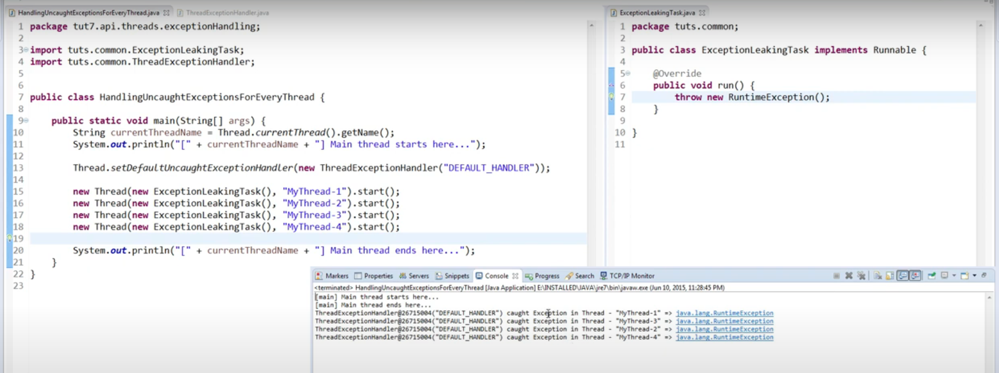 HandlingUncaughtExceptionsForEveryThread.java
ThreadExceptionHandler.java
1 package tut7.api.threads.exceptionHandling;
2
3 import tuts.common.ExceptionLeakingTask;
4 import tuts.common.ThreadExceptionHandler;
5
6
7 public class HandlingUncaughtExceptionsForEveryThread {
8
9 public static void main(String[] args) {
10 String currentThreadName = Thread.currentThread().getName();
11 System.out.println("[" + currentThreadName + "] Main thread starts here...");
12
13 Thread.setDefaultUncaughtExceptionHandler(new ThreadExceptionHandler("DEFAULT_HANDLER"));
14
15 new Thread(new ExceptionLeakingTask(), "MyThread-1").start();
16 new Thread(new ExceptionLeakingTask(), "MyThread-2").start();
17 new Thread(new ExceptionLeakingTask(), "MyThread-3").start();
18 new Thread(new ExceptionLeakingTask(), "MyThread-4").start();
19
20 System.out.println("[" + currentThreadName + "] Main thread ends here...");
21 }
22 }
23
ExceptionLeakingTask.java
1 package tuts.common;
2
3 public class ExceptionLeakingTask implements Runnable {
4
5 @Override
6 public void run() {
7 throw new RuntimeException();
8 }
9
10 }
11
Markers Properties Servers Snippets Console Progress Search TCP/IP Monitor
<terminated> HandlingUncaughtExceptionsForEveryThread [Java Application] E:\INSTALLED\JAVA\jre7\bin\javaw.exe (Jun 10, 2015, 11:28:45 PM)
[main] Main thread starts here...
[main] Main thread ends here...
ThreadExceptionHandler@26715004("DEFAULT_HANDLER") caught Exception in Thread - "MyThread-1" => java.lang.RuntimeException
ThreadExceptionHandler@26715004("DEFAULT_HANDLER") caught Exception in Thread - "MyThread-3" => java.lang.RuntimeException
ThreadExceptionHandler@26715004("DEFAULT_HANDLER") caught Exception in Thread - "MyThread-2" => java.lang.RuntimeException
ThreadExceptionHandler@26715004("DEFAULT_HANDLER") caught Exception in Thread - "MyThread-4" => java.lang.RuntimeException